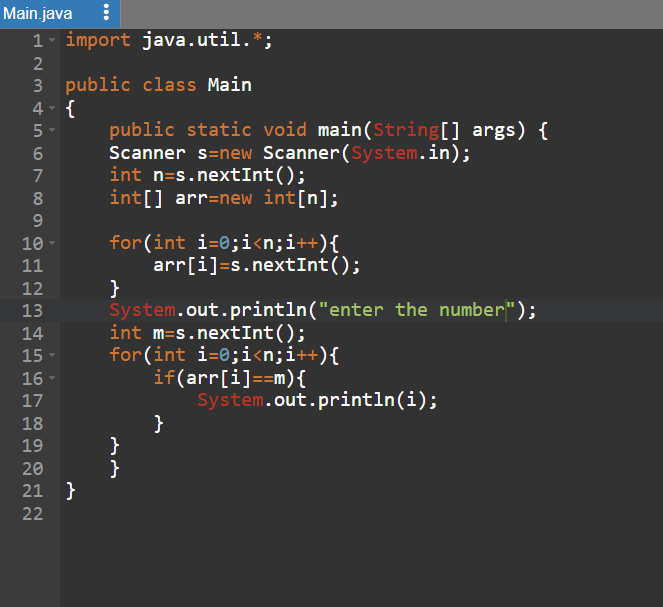 Main.java
1 import java.util.*;
2
3 public class Main
4 {
5     public static void main(String[] args) {
6     Scanner s=new Scanner(System.in);
7     int n=s.nextInt();
8     int[] arr=new int[n];
9
10     for(int i=0;i<n;i++){
11         arr[i]=s.nextInt();
12     }
13     System.out.println("enter the number");
14     int m=s.nextInt();
15     for(int i=0;i<n;i++){
16         if(arr[i]==m){
17             System.out.println(i);
18         }
19     }
20     }
21 }
22